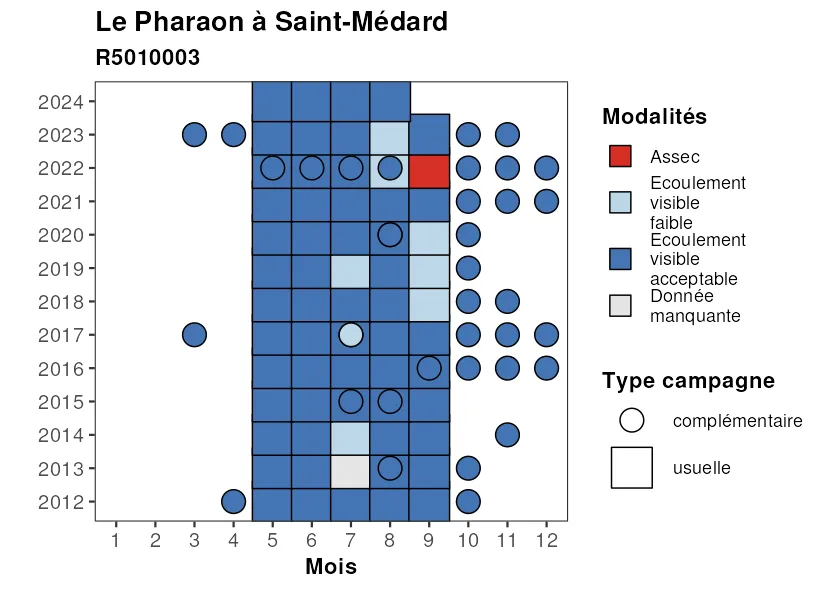 Le Pharaon à Saint-Médard
R5010003
2024
2023
2022
2021
2020
2019
2018
2017
2016
2015
2014
2013
2012
1 2 3 4 5 6 7 8 9 10 11 12
Mois
Modalités
Assec
Ecoulement
visible
faible
Ecoulement
visible
acceptable
Donnée
manquante
Type campagne
complémentaire
usuelle